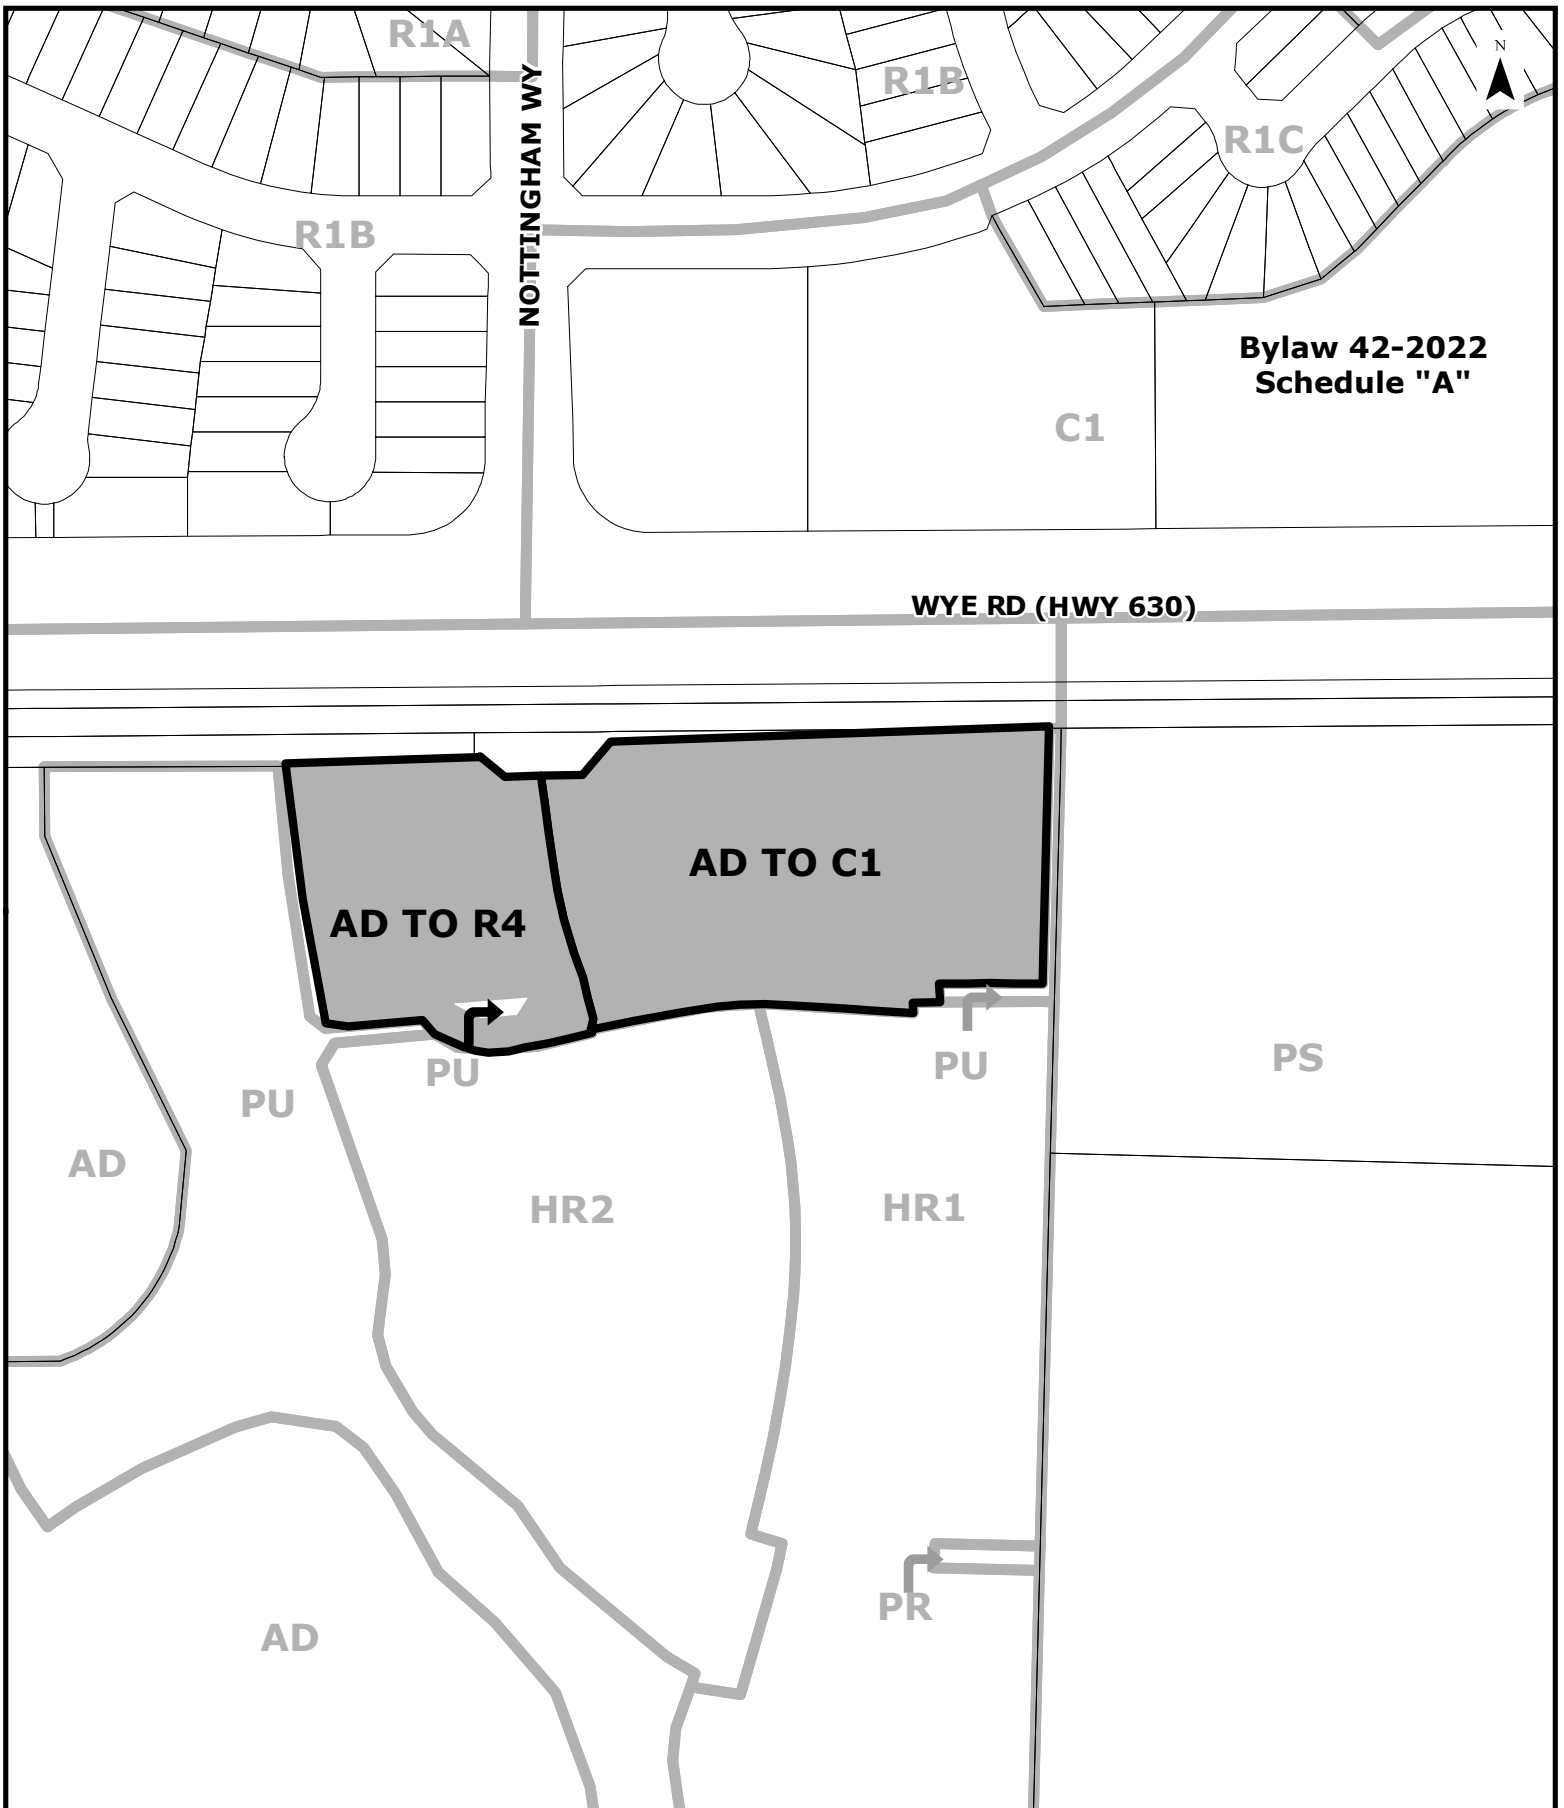 R1A
N
R1B
R1C
NOTTINGHAM WY
R1B
Bylaw 42-2022
Schedule "A"
C1
WYE RD (HWY 630)
AD TO C1
AD TO R4
PU
PU
PS
PU
AD
HR2
HR1
PR
AD